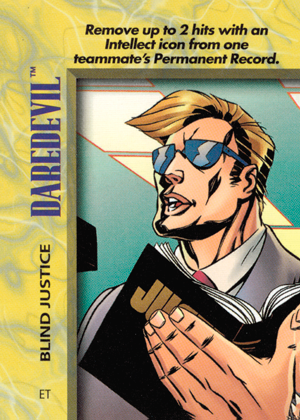 Remove up to 2 hits with an
Intellect icon from one
teammate's Permanent Record.
DAREDEVIL™
BLIND JUSTICE
ET